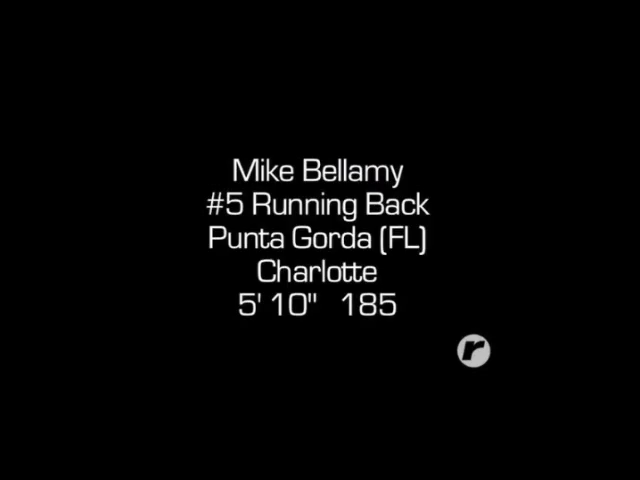 Mike Bellamy
#5 Running Back
Punta Gorda (FL)
Charlotte
5' 10" 185
r